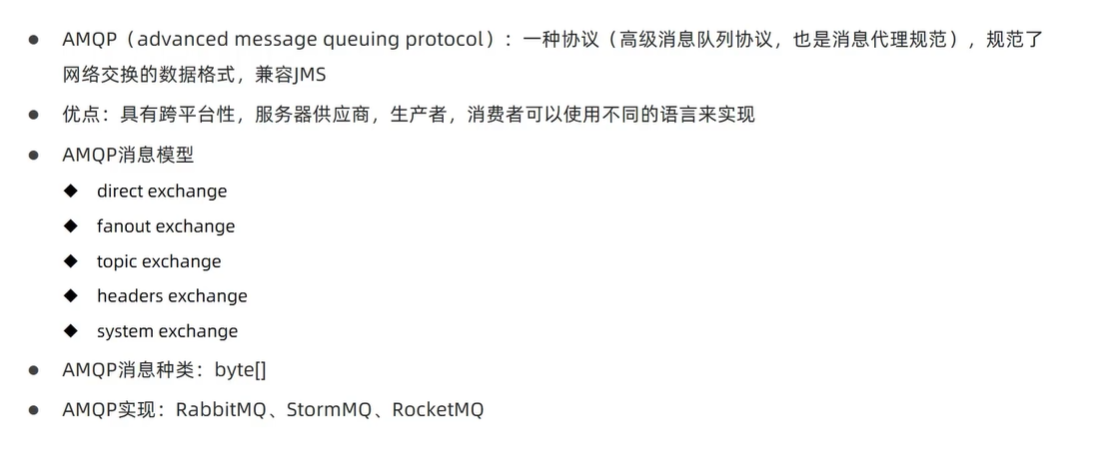 ● AMQP（advanced message queuing protocol）：一种协议（高级消息队列协议，也是消息代理规范），规范了
网络交换的数据格式，兼容JMS
● 优点：具有跨平台性，服务器供应商，生产者，消费者可以使用不同的语言来实现
● AMQP消息模型
◆ direct exchange
◆ fanout exchange
◆ topic exchange
◆ headers exchange
◆ system exchange
● AMQP消息种类：byte[]
● AMQP实现：RabbitMQ、StormMQ、RocketMQ